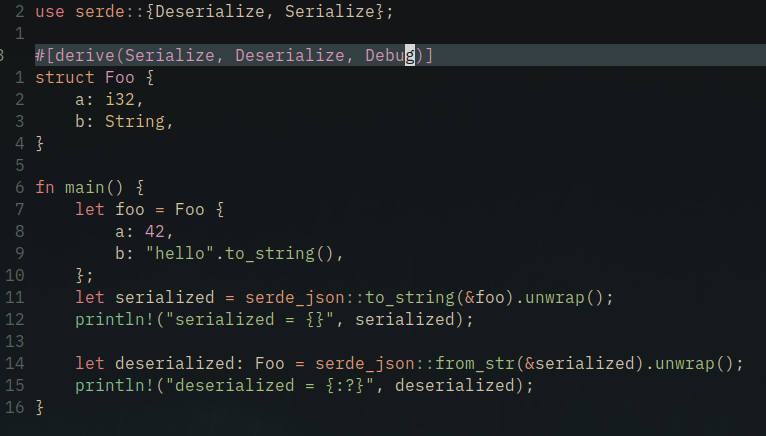 2 use serde::{Deserialize, Serialize};
1
3 #[derive(Serialize, Deserialize, Debug)]
1 struct Foo {
2     a: i32,
3     b: String,
4 }
5
6 fn main() {
7     let foo = Foo {
8         a: 42,
9         b: "hello".to_string(),
10     };
11     let serialized = serde_json::to_string(&foo).unwrap();
12     println!("serialized = {}", serialized);
13
14     let deserialized: Foo = serde_json::from_str(&serialized).unwrap();
15     println!("deserialized = {:?}", deserialized);
16 }